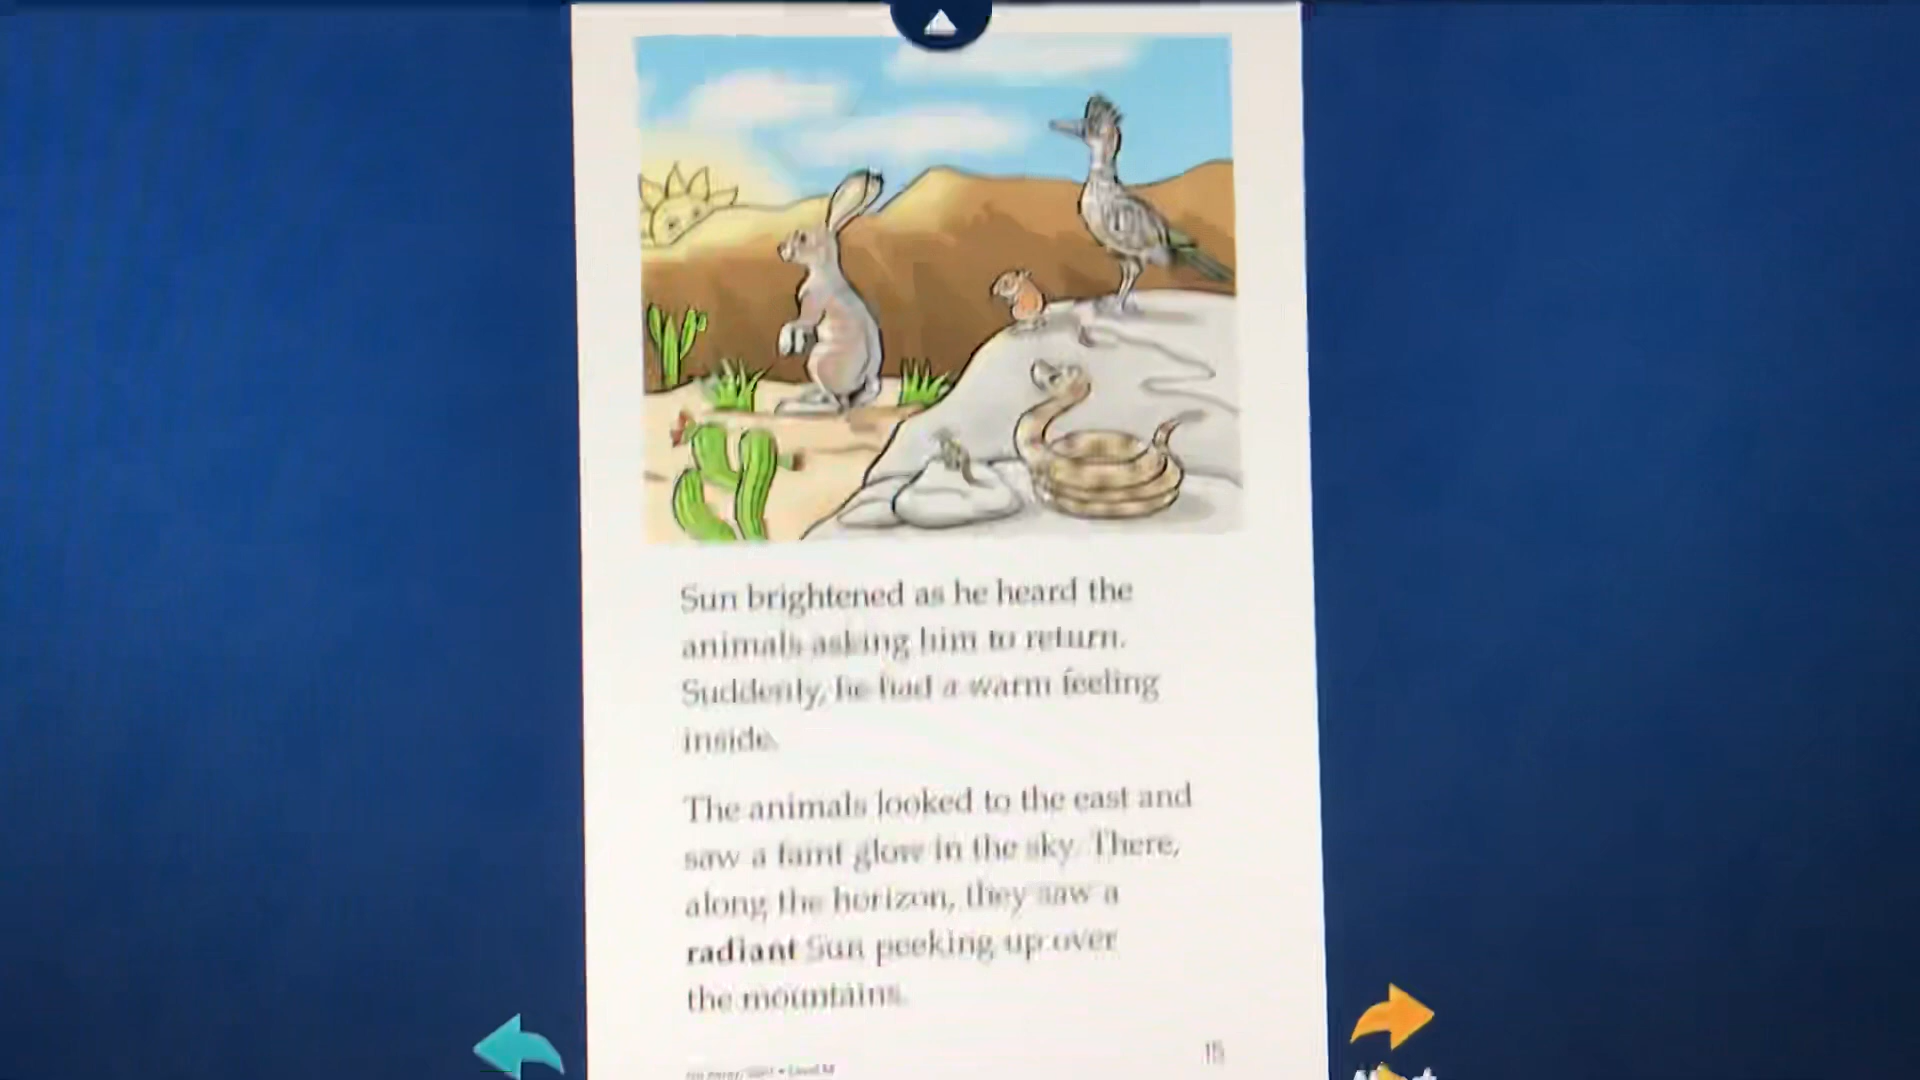 Sun brightened as he heard the
animals asking him to return.
Suddenly, he had a warm feeling
inside.
The animals looked to the east and
saw a faint glow in the sky. There,
along the horizon, they saw a
radiant Sun peeking up over
the mountains.
• Level M
15